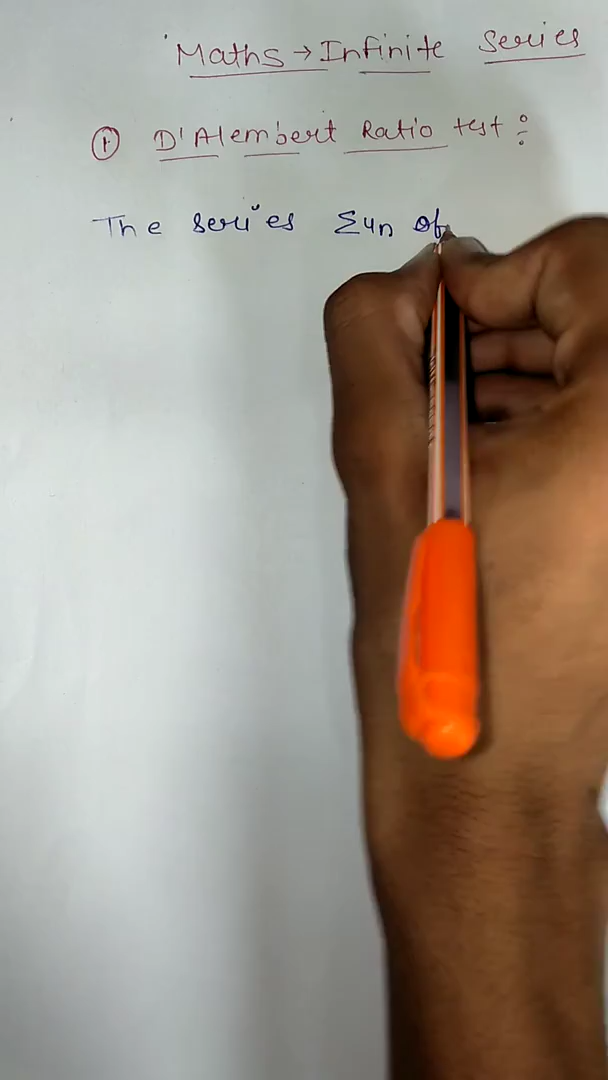 Maths → Infinite Series
① D'Alembert Ratio test :
The series Σun of